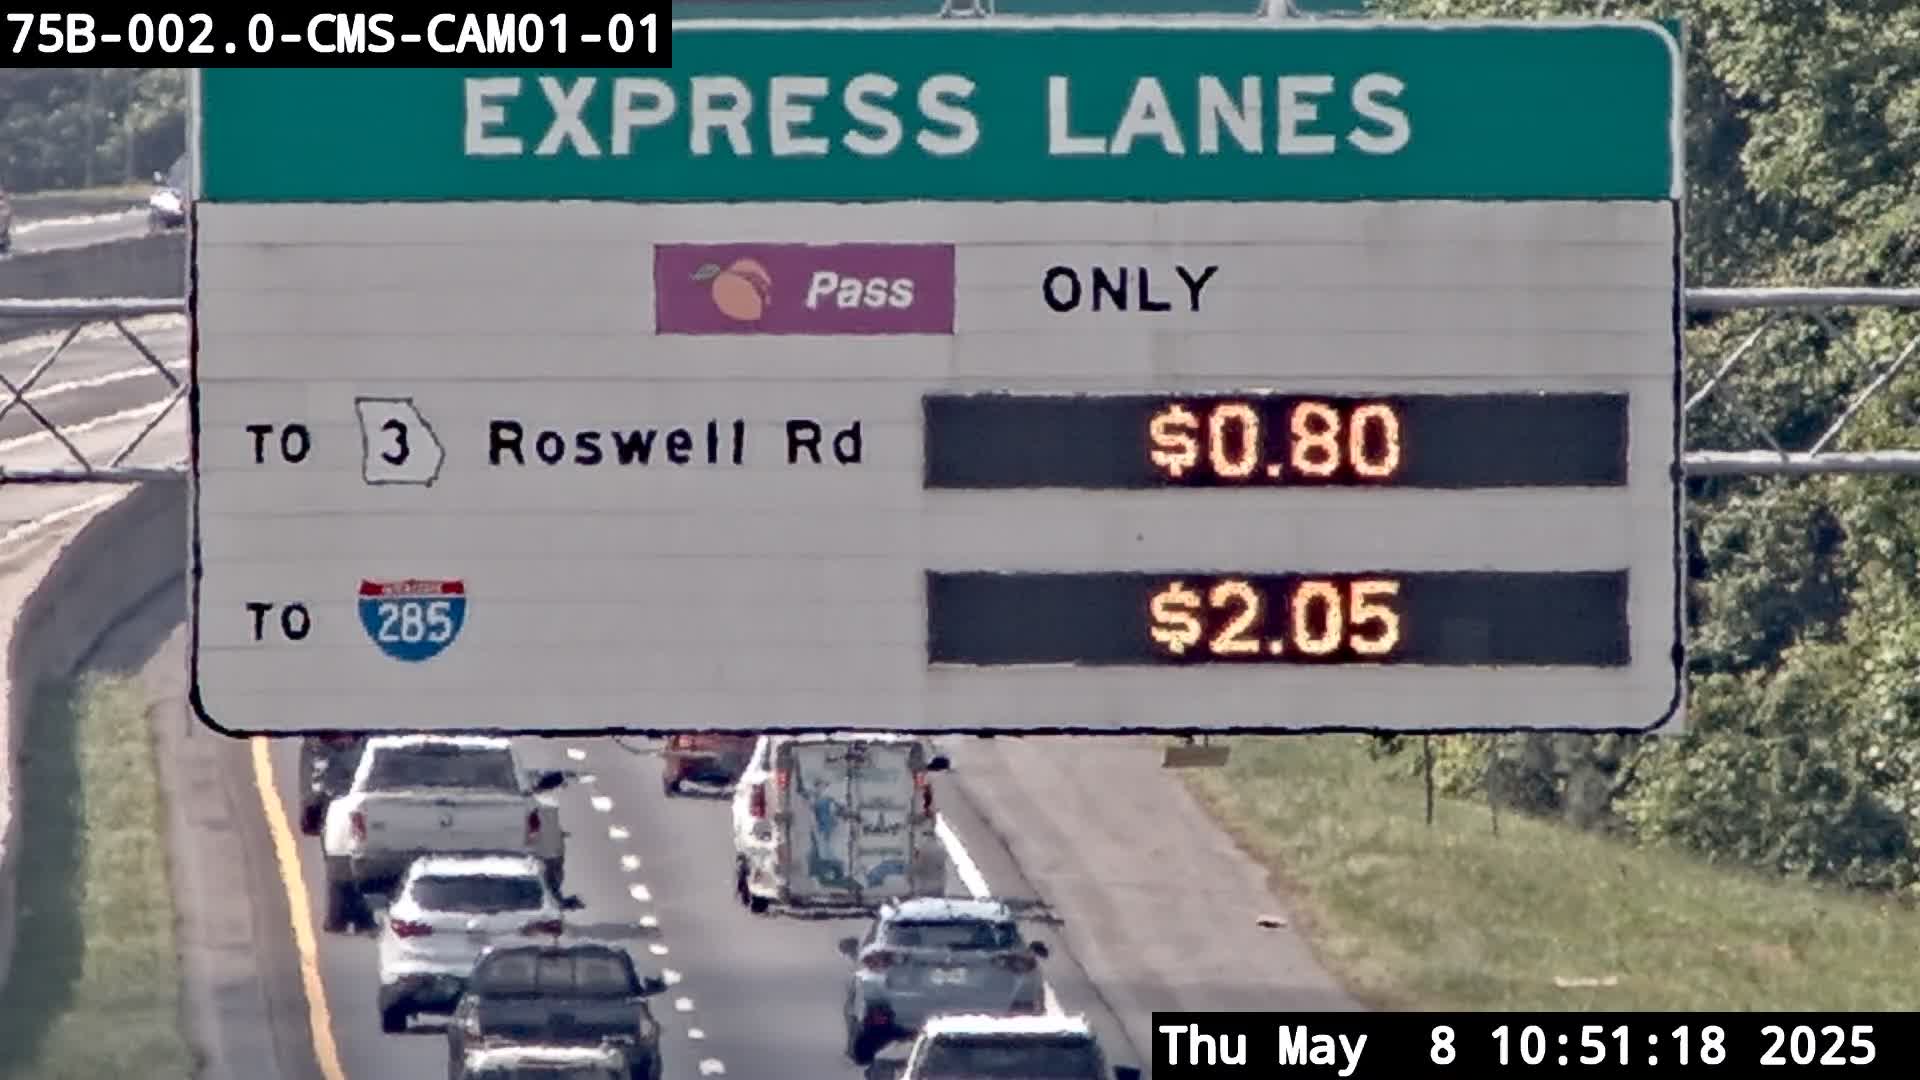 75B-002.0-CMS-CAM01-01
EXPRESS LANES
Pass ONLY
TO 3 Roswell Rd $0.80
TO 285 $2.05
Thu May 8 10:51:18 2025